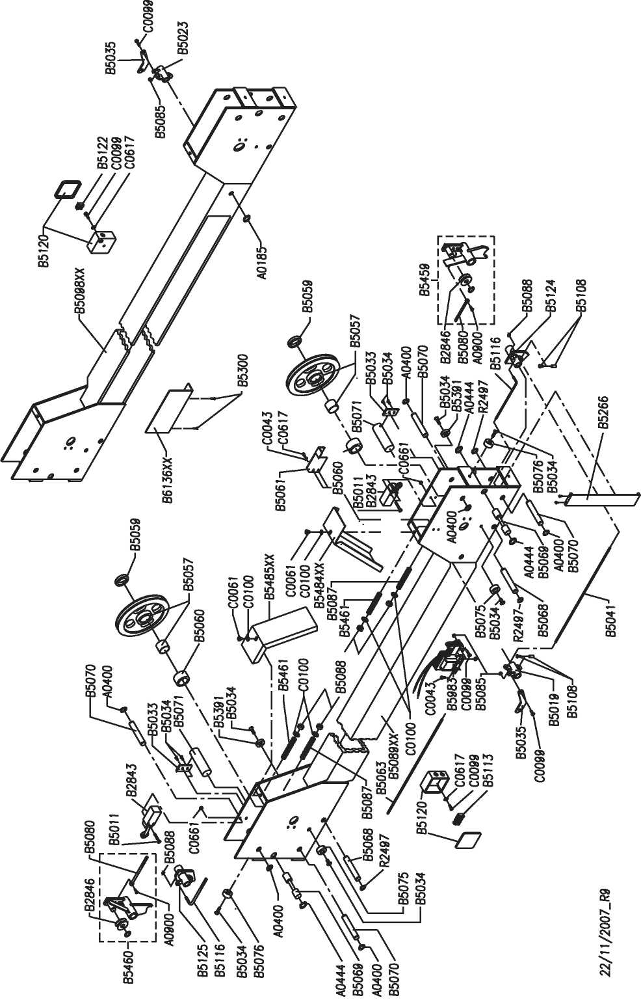 C0099
B5035
B5023
B5085
B5122
C0099
C0617
B5120
A0185
B5098XX
B5300
B6136XX
B5059
B5057
B5459
B2846
B5080
A0900
B5088
B5124
B5108
B5116
B5033
B5034
A0400
B5070
B5071
C0043
C0617
B5061
B5060
B5034
B5391
A0444
R2497
C0661
B5011
B2843
B5076
B5034
B5266
A0400
A0444
B5069
A0400
B5070
B5059
B5057
B5060
C0061
C0100
B5485XX
C0061
C0100
B5484XX
B5087
B5461
B5075
B5034
R2497
B5068
B5041
B5070
A0400
B5033
B5034
B5071
B5391
B5034
B5461
C0100
B5088
C0043
B5983
C0099
B5085
B5019
B5108
B5035
C0099
C0100
B5089XX
B5063
B5087
C0617
C0099
B5113
B5120
B2843
B5011
B5080
B5088
C0661
B2846
A0900
B5460
B5125
B5116
B5034
B5076
A0400
B5068
R2497
B5075
B5034
A0444
B5069
A0400
B5070
22/11/2007_R9